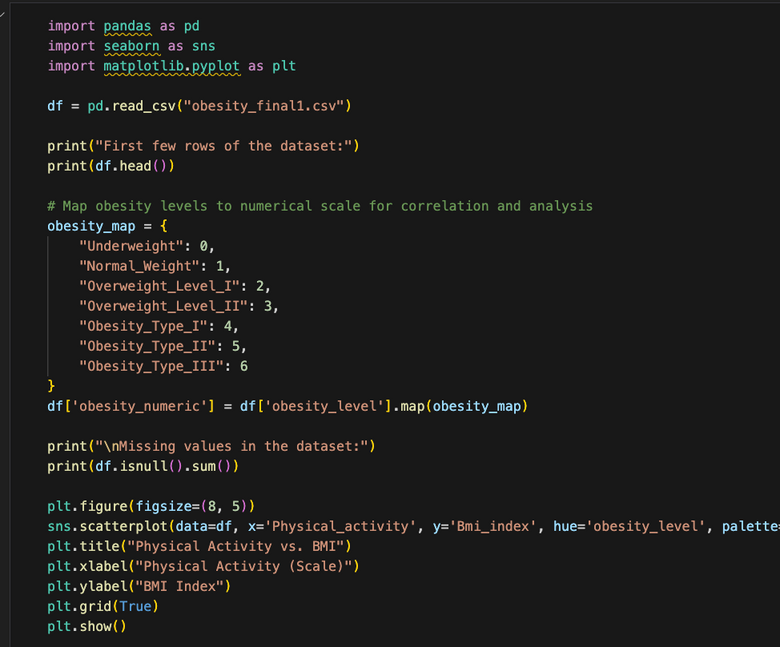 import pandas as pd
import seaborn as sns
import matplotlib.pyplot as plt
df = pd.read_csv("obesity_final1.csv")
print("First few rows of the dataset:")
print(df.head())
# Map obesity levels to numerical scale for correlation and analysis
obesity_map = {
    "Underweight": 0,
    "Normal_Weight": 1,
    "Overweight_Level_I": 2,
    "Overweight_Level_II": 3,
    "Obesity_Type_I": 4,
    "Obesity_Type_II": 5,
    "Obesity_Type_III": 6
}
df['obesity_numeric'] = df['obesity_level'].map(obesity_map)
print("\nMissing values in the dataset:")
print(df.isnull().sum())
plt.figure(figsize=(8, 5))
sns.scatterplot(data=df, x='Physical_activity', y='Bmi_index', hue='obesity_level', palette=
plt.title("Physical Activity vs. BMI")
plt.xlabel("Physical Activity (Scale)")
plt.ylabel("BMI Index")
plt.grid(True)
plt.show()